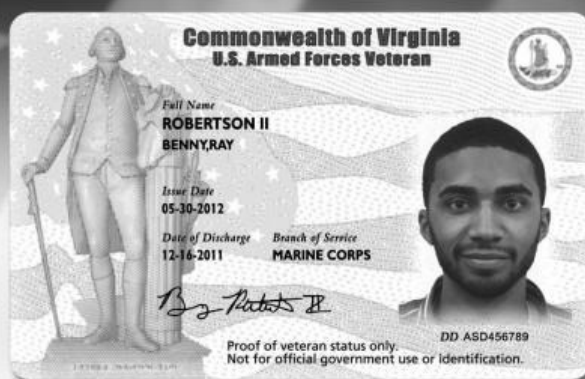 Commonwealth of Virginia
U.S. Armed Forces Veteran
Full Name
ROBERTSON II
BENNY,RAY
Issue Date
05-30-2012
Date of Discharge Branch of Service
12-16-2011 MARINE CORPS
DD ASD456789
Proof of veteran status only.
Not for official government use or identification.